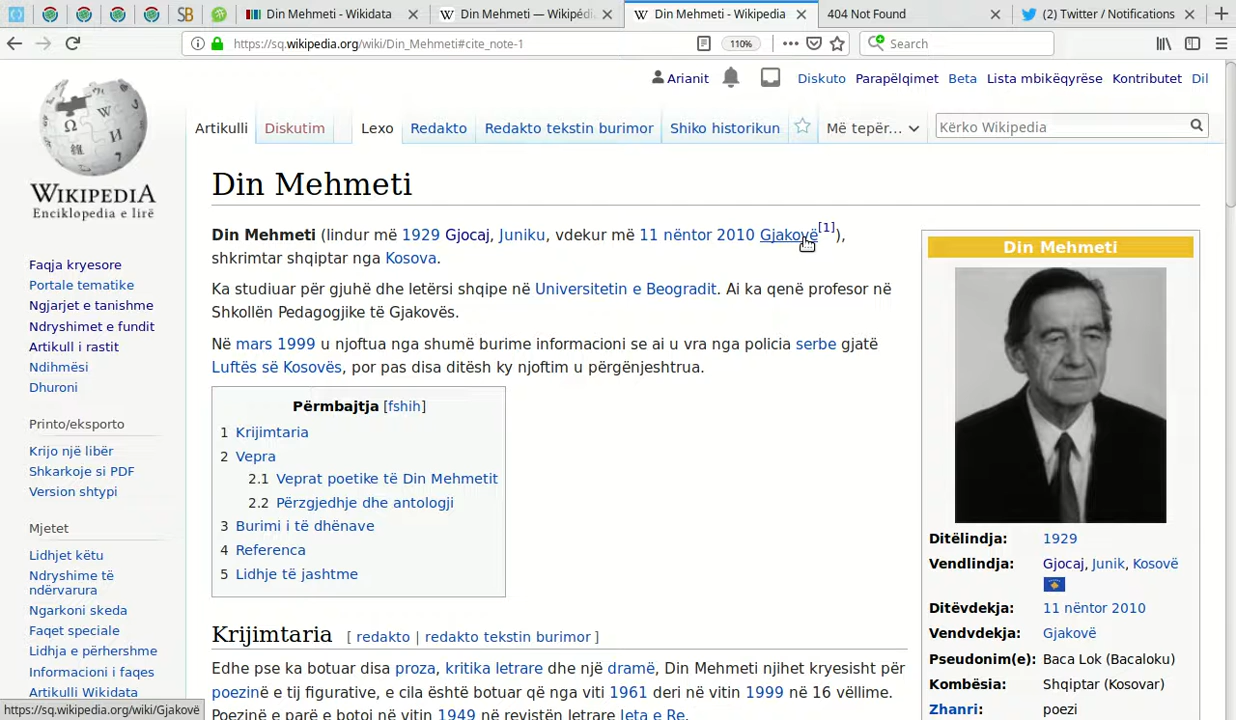 Din Mehmeti - Wikidata
Din Mehmeti — Wikipédi
Din Mehmeti - Wikipedia
404 Not Found
(2) Twitter / Notifications
https://sq.wikipedia.org/wiki/Din_Mehmeti#cite_note-1
110%
Search
Arianit
Diskuto
Parapëlqimet
Beta
Lista mbikëqyrëse
Kontributet
Dil
Artikulli
Diskutim
Lexo
Redakto
Redakto tekstin burimor
Shiko historikun
Më tepër...
Kërko Wikipedia
WIKIPEDIA
Enciklopedia e lirë
Faqja kryesore
Portale tematike
Ngjarjet e tanishme
Ndryshimet e fundit
Artikull i rastit
Ndihmësi
Dhuroni
Printo/eksporto
Krijo një libër
Shkarkoje si PDF
Version shtypi
Mjetet
Lidhjet këtu
Ndryshime të
ndërvarura
Ngarkoni skeda
Faqet speciale
Lidhja e përhershme
Informacioni i faqes
Artikulli Wikidata
Din Mehmeti
Din Mehmeti (lindur më 1929 Gjocaj, Juniku, vdekur më 11 nëntor 2010 Gjakovë[1]),
shkrimtar shqiptar nga Kosova.
Ka studiuar për gjuhë dhe letërsi shqipe në Universitetin e Beogradit. Ai ka qenë profesor në
Shkollën Pedagogjike të Gjakovës.
Në mars 1999 u njoftua nga shumë burime informacioni se ai u vra nga policia serbe gjatë
Luftës së Kosovës, por pas disa ditësh ky njoftim u përgënjeshtrua.
Përmbajtja [fshih]
1 Krijimtaria
2 Vepra
2.1 Veprat poetike të Din Mehmetit
2.2 Përzgjedhje dhe antologji
3 Burimi i të dhënave
4 Referenca
5 Lidhje të jashtme
Krijimtaria [ redakto | redakto tekstin burimor ]
Edhe pse ka botuar disa proza, kritika letrare dhe një dramë, Din Mehmeti njihet kryesisht për
poezinë e tij figurative, e cila është botuar që nga viti 1961 deri në vitin 1999 në 16 vëllime.
Poezinë e parë e botoi në vitin 1949 në revistën letrare Jeta e Re.
Din Mehmeti
Ditëlindja: 1929
Vendlindja: Gjocaj, Junik, Kosovë
Ditëvdekja: 11 nëntor 2010
Vendvdekja: Gjakovë
Pseudonim(e): Baca Lok (Bacaloku)
Kombësia: Shqiptar (Kosovar)
Zhanri: poezi
https://sq.wikipedia.org/wiki/Gjakovë